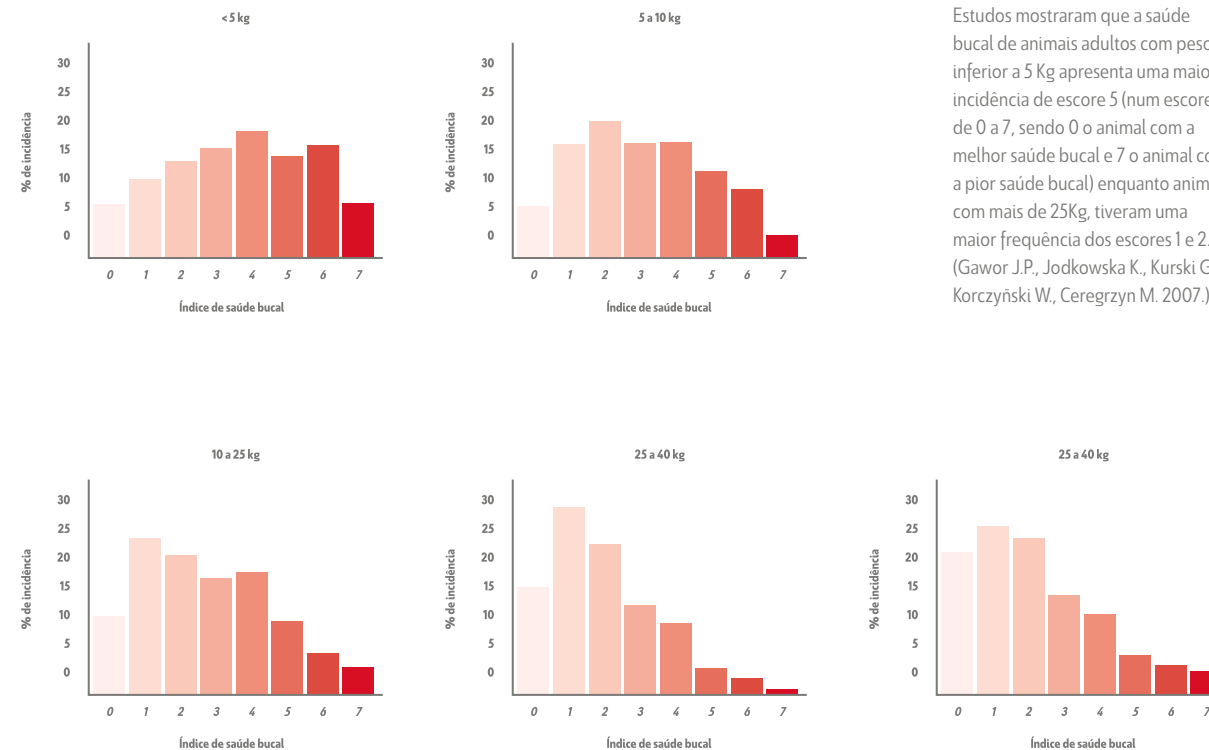 < 5 kg
30
25
20
15
10
5
0
% de incidência
0 1 2 3 4 5 6 7
Índice de saúde bucal
5 a 10 kg
30
25
20
15
10
5
0
% de incidência
0 1 2 3 4 5 6 7
Índice de saúde bucal
Estudos mostraram que a saúde
bucal de animais adultos com peso
inferior a 5 Kg apresenta uma maio
incidência de escore 5 (num escore
de 0 a 7, sendo 0 o animal com a
melhor saúde bucal e 7 o animal co
a pior saúde bucal) enquanto anim
com mais de 25Kg, tiveram uma
maior frequência dos escores 1 e 2.
(Gawor J.P., Jodkowska K., Kurski G
Korczyñski W., Ceregrzyn M. 2007.)
10 a 25 kg
30
25
20
15
10
5
0
% de incidência
0 1 2 3 4 5 6 7
Índice de saúde bucal
25 a 40 kg
30
25
20
15
10
5
0
% de incidência
0 1 2 3 4 5 6 7
Índice de saúde bucal
25 a 40 kg
30
25
20
15
10
5
0
% de incidência
0 1 2 3 4 5 6 7
Índice de saúde bucal